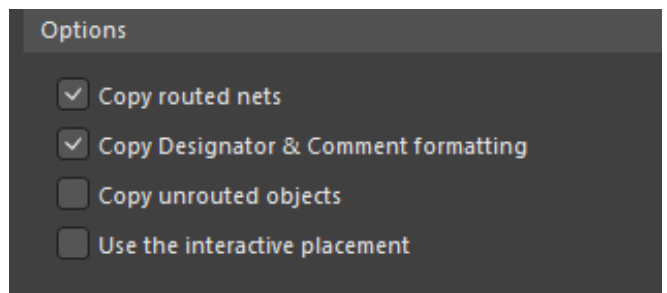 Options
Copy routed nets
Copy Designator & Comment formatting
Copy unrouted objects
Use the interactive placement